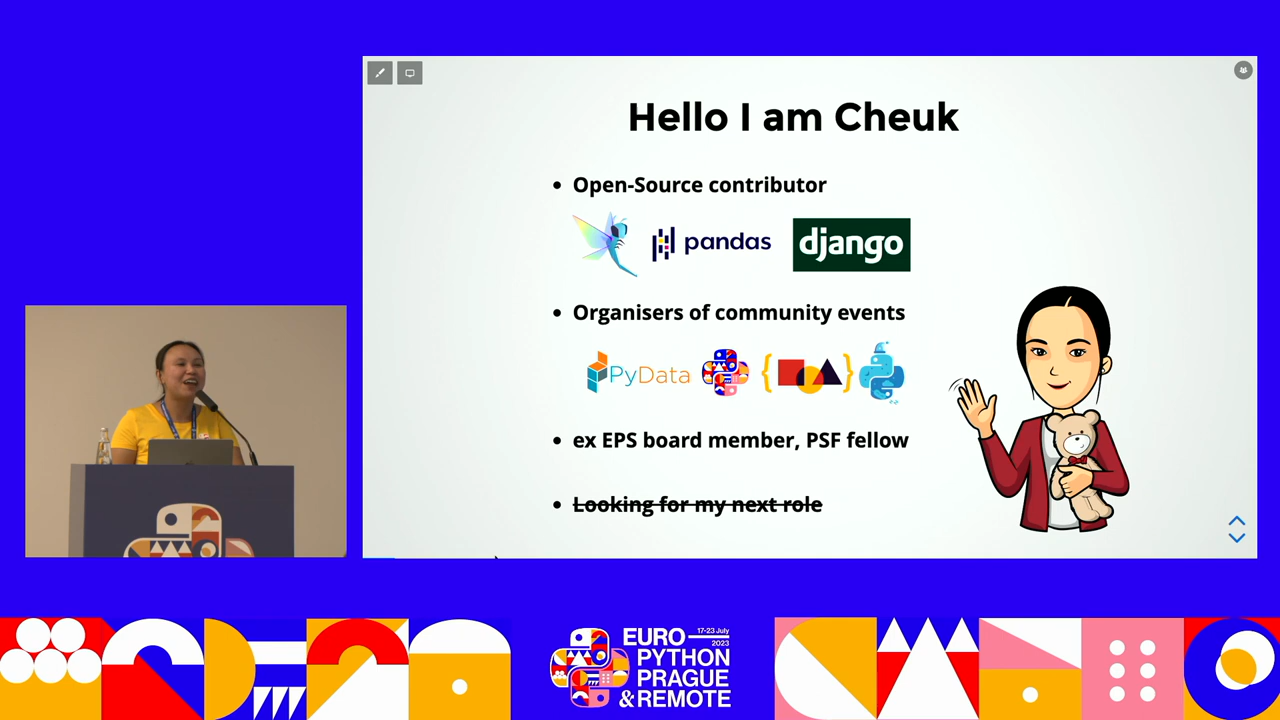 Hello I am Cheuk
Open-Source contributor
pandas
django
Organisers of community events
PyData
ex EPS board member, PSF fellow
Looking for my next role
EURO
17-23 July
2023
PYTHON
PRAGUE
& REMOTE